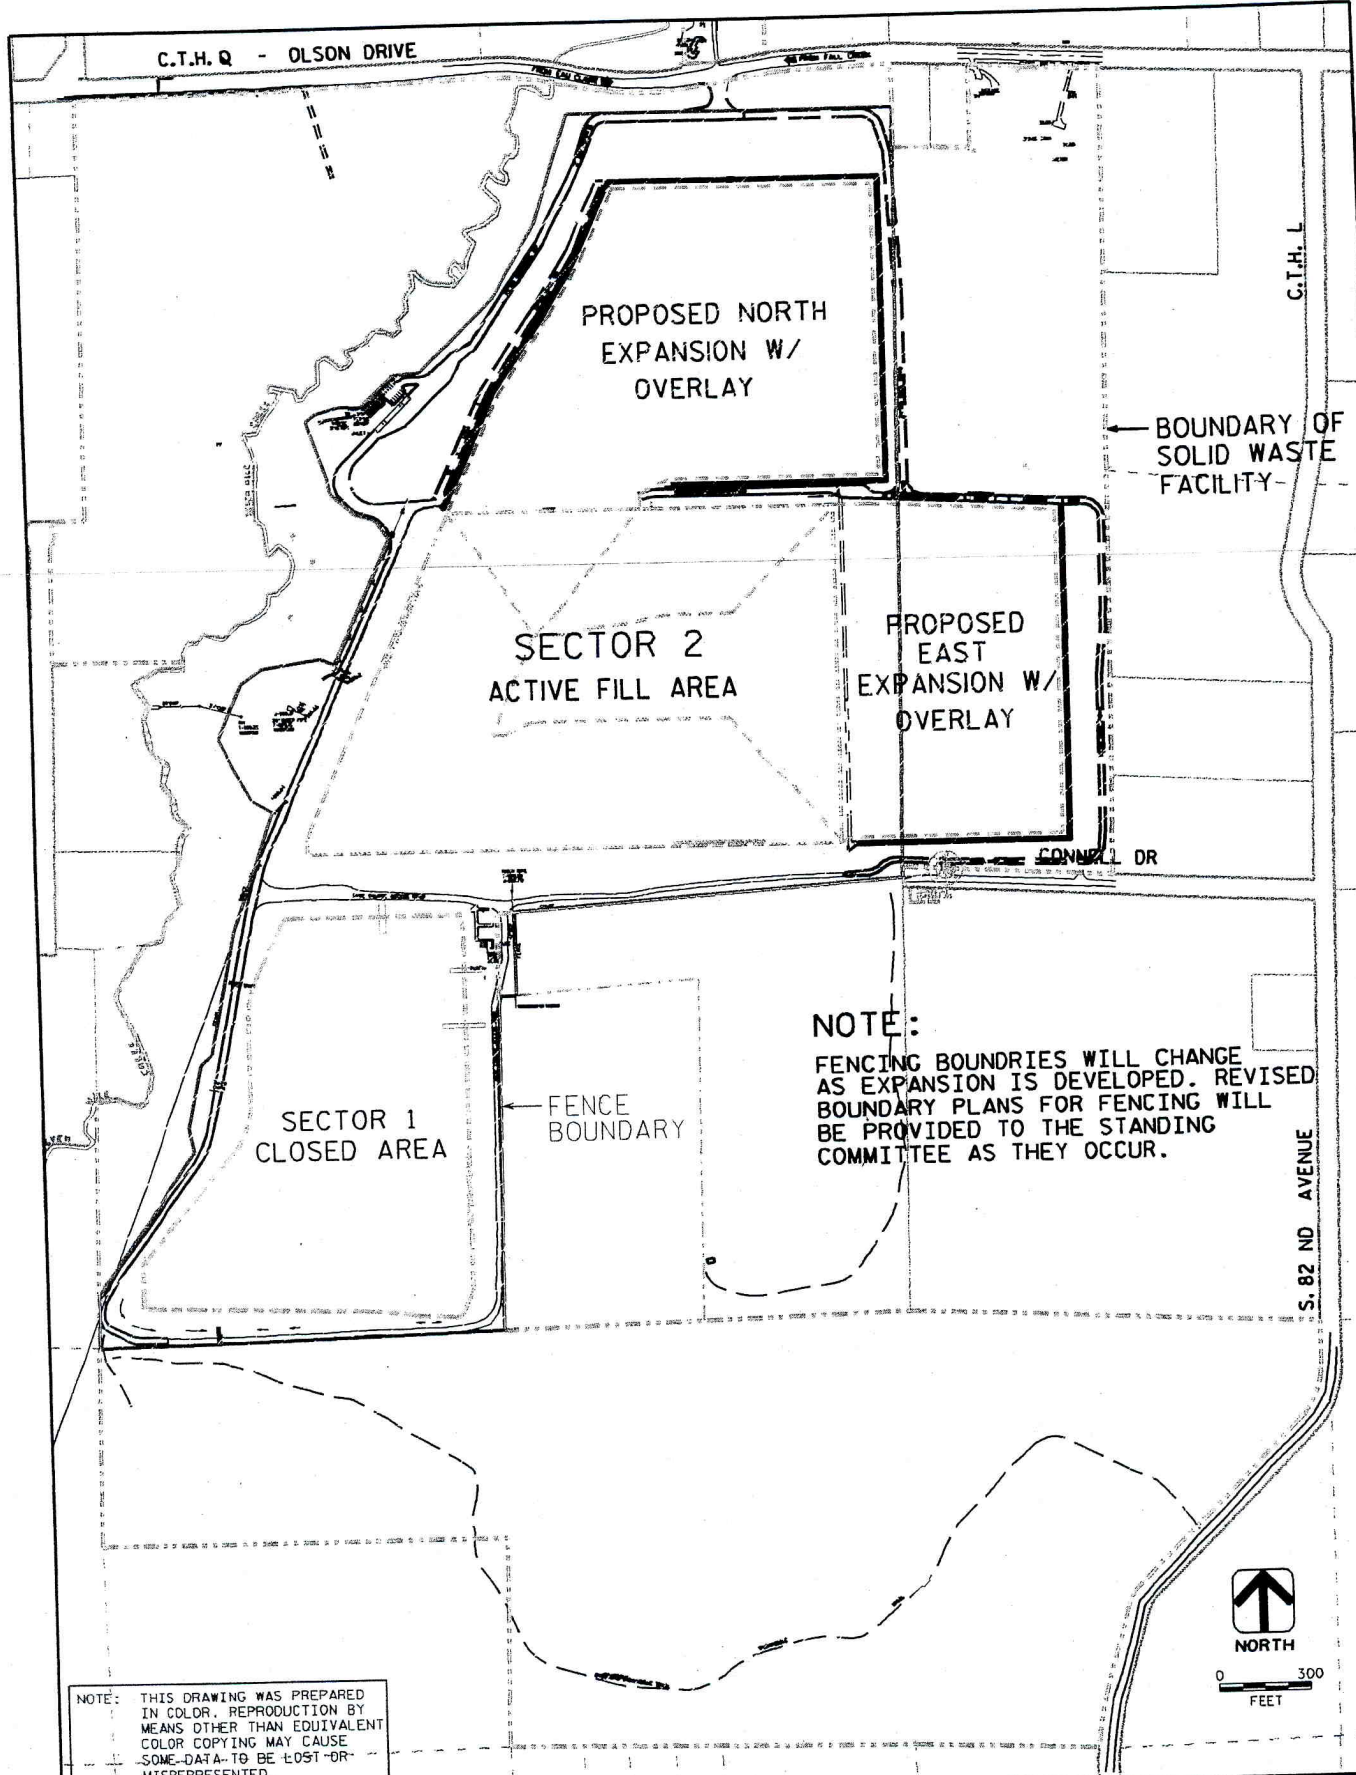 C.T.H. Q - OLSON DRIVE
C.T.H. L
PROPOSED NORTH
EXPANSION W/
OVERLAY
BOUNDARY OF
SOLID WASTE
FACILITY
SECTOR 2
ACTIVE FILL AREA
PROPOSED
EAST
EXPANSION W/
OVERLAY
CONNELL DR
NOTE:
FENCING BOUNDRIES WILL CHANGE
AS EXPANSION IS DEVELOPED. REVISED
BOUNDARY PLANS FOR FENCING WILL
BE PROVIDED TO THE STANDING
COMMITTEE AS THEY OCCUR.
FENCE
BOUNDARY
SECTOR 1
CLOSED AREA
S. 82 ND AVENUE
NORTH
0 300
FEET
NOTE: THIS DRAWING WAS PREPARED
IN COLOR. REPRODUCTION BY
MEANS OTHER THAN EQUIVALENT
COLOR COPYING MAY CAUSE
SOME DATA TO BE LOST OR
MISREPRESENTED